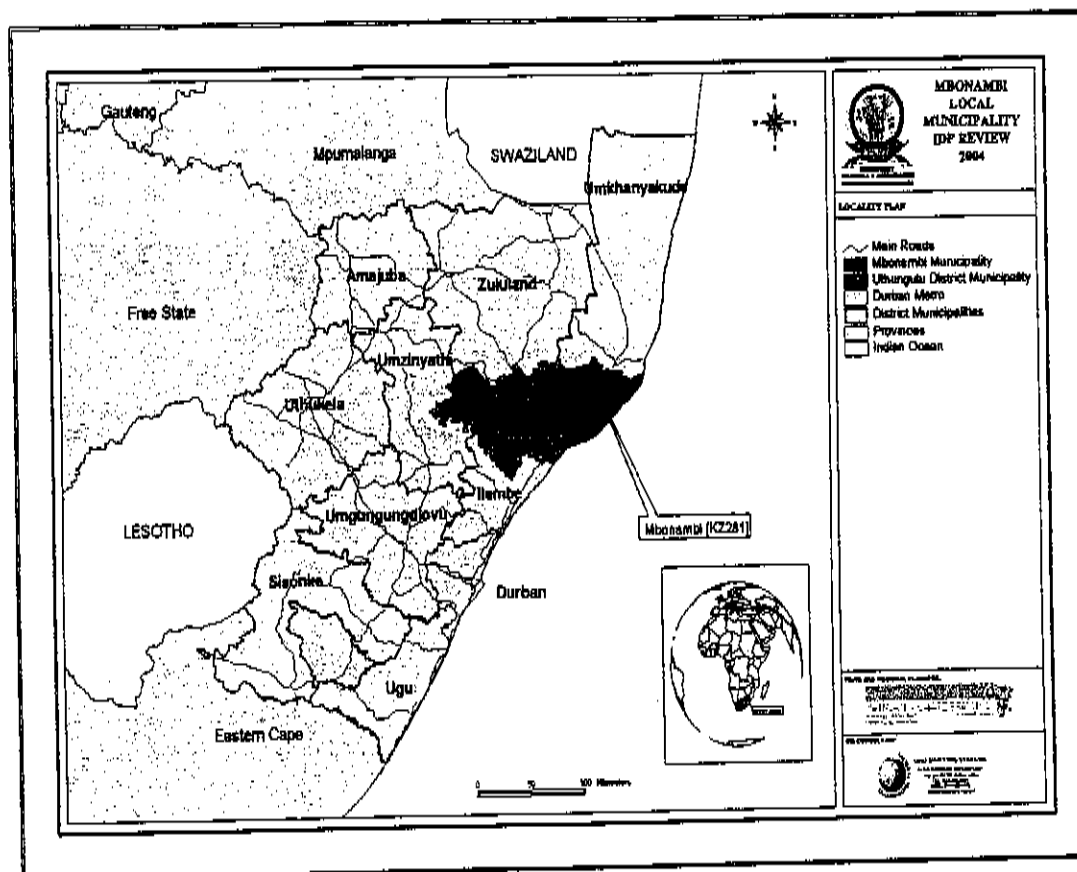 Gauteng
Mpumalanga
SWAZILAND
Umkhanyakude
Amajuba
Zululand
Free State
Umzinyathi
Uthukela
Ilembe
Umgungungdlovu
LESOTHO
Mbonambi [KZ281]
Sisonke
Durban
Ugu
Eastern Cape
0 50 100 Kilometers
N
W E
S
MBONAMBI
LOCAL
MUNICIPALITY
IDP REVIEW
2004
LOCALITY PLAN
Main Roads
Mbonambi Municipality
Uthungulu District Municipality
Durban Metro
District Municipalities
Provinces
Indian Ocean